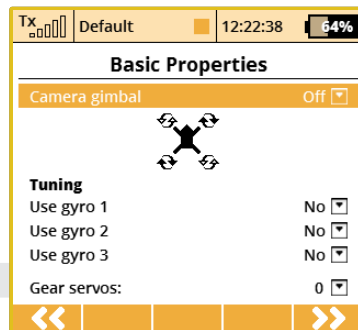 Tx Default 12:22:38 64%
Basic Properties
Camera gimbal Off
Tuning
Use gyro 1 No
Use gyro 2 No
Use gyro 3 No
Gear servos: 0